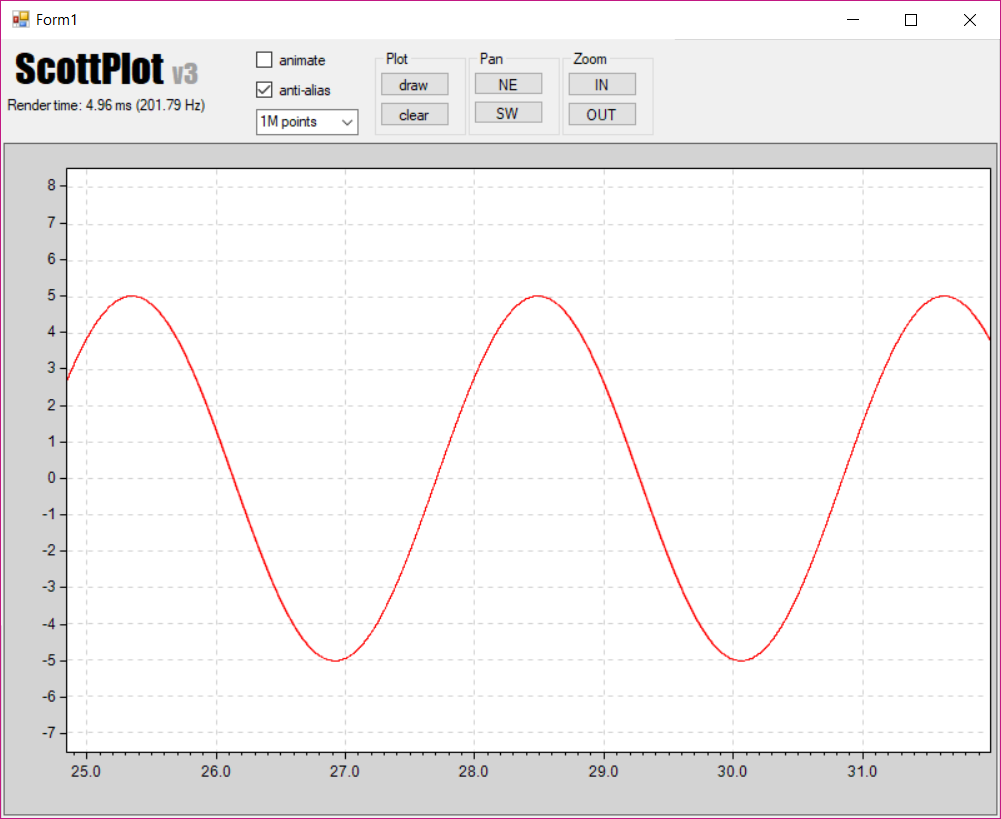 Form1
ScottPlot v3
Render time: 4.96 ms (201.79 Hz)
animate
anti-alias
1M points
Plot
draw
clear
Pan
NE
SW
Zoom
IN
OUT
8
7
6
5
4
3
2
1
0
-1
-2
-3
-4
-5
-6
-7
25.0 26.0 27.0 28.0 29.0 30.0 31.0